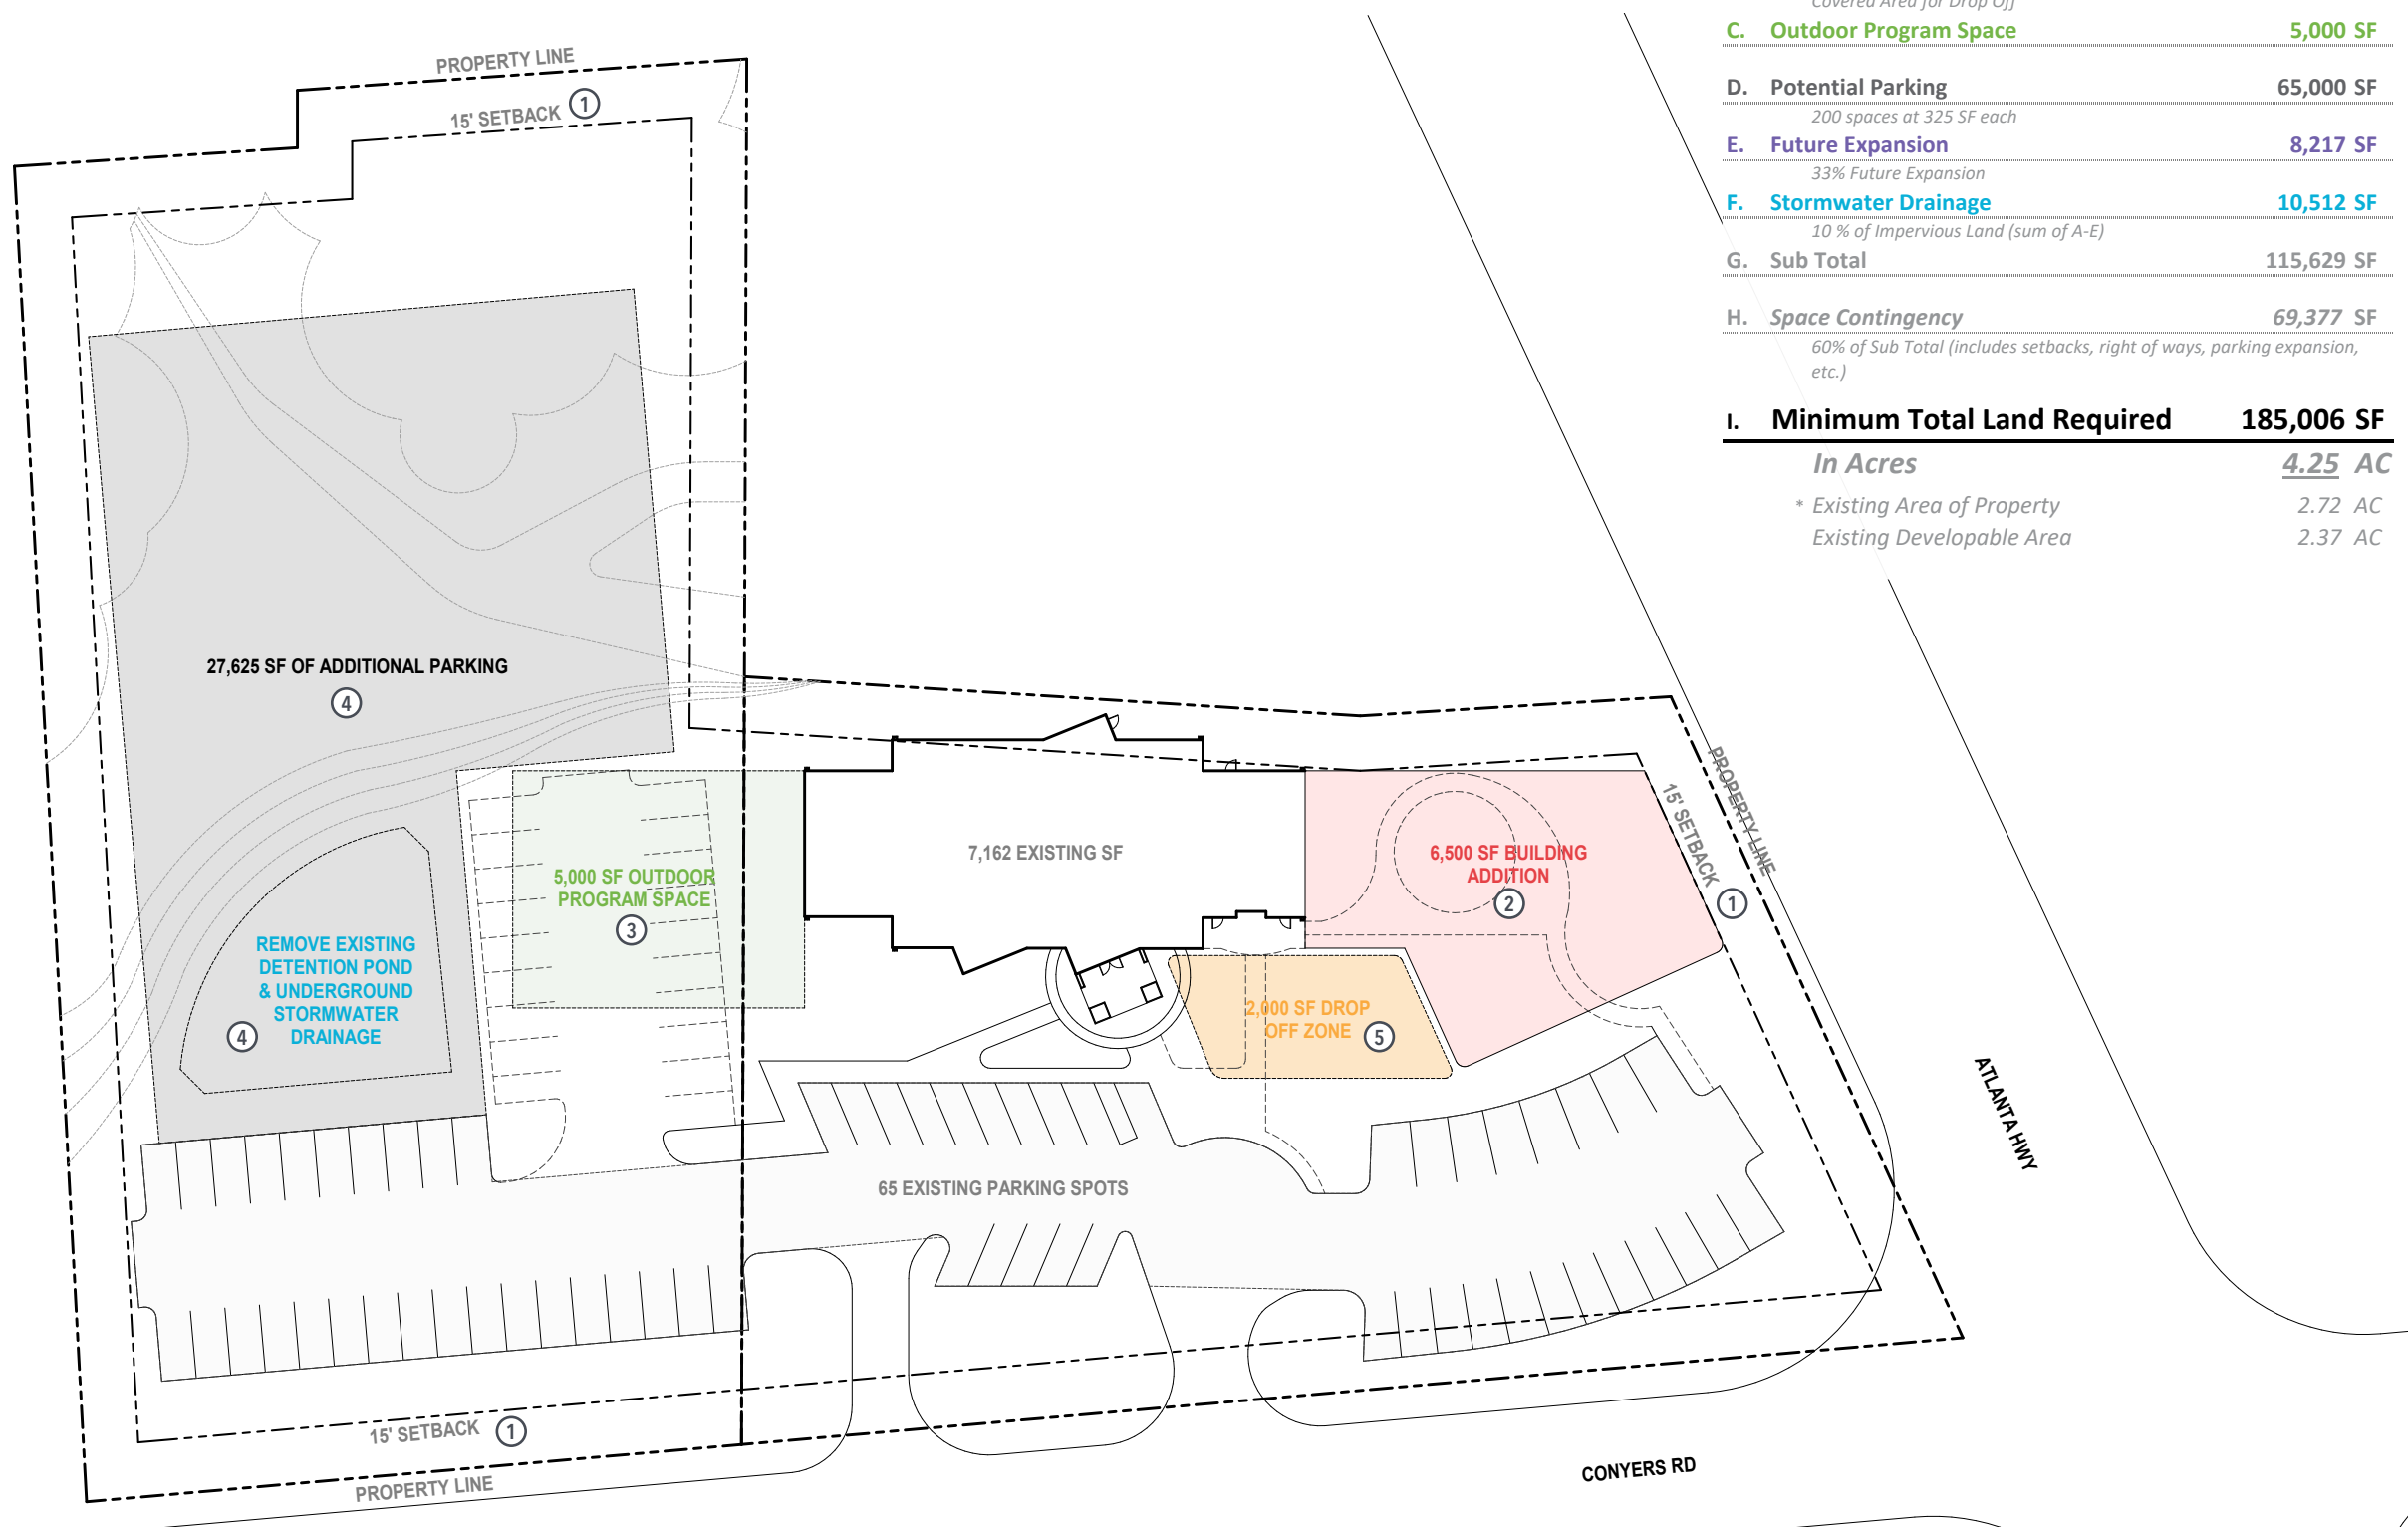 Covered Area for Drop Off
C. Outdoor Program Space 5,000 SF
D. Potential Parking 65,000 SF
200 spaces at 325 SF each
E. Future Expansion 8,217 SF
33% Future Expansion
F. Stormwater Drainage 10,512 SF
10 % of Impervious Land (sum of A-E)
G. Sub Total 115,629 SF
H. Space Contingency 69,377 SF
60% of Sub Total (includes setbacks, right of ways, parking expansion,
etc.)
I. Minimum Total Land Required 185,006 SF
In Acres 4.25 AC
* Existing Area of Property 2.72 AC
Existing Developable Area 2.37 AC
PROPERTY LINE
15' SETBACK 1
27,625 SF OF ADDITIONAL PARKING
4
PROPERTY LINE
15' SETBACK
1
7,162 EXISTING SF
6,500 SF BUILDING
ADDITION
2
5,000 SF OUTDOOR
PROGRAM SPACE
3
REMOVE EXISTING
DETENTION POND
& UNDERGROUND
STORMWATER
DRAINAGE
4
2,000 SF DROP
OFF ZONE
5
ATLANTA HWY
65 EXISTING PARKING SPOTS
15' SETBACK 1
PROPERTY LINE
CONYERS RD